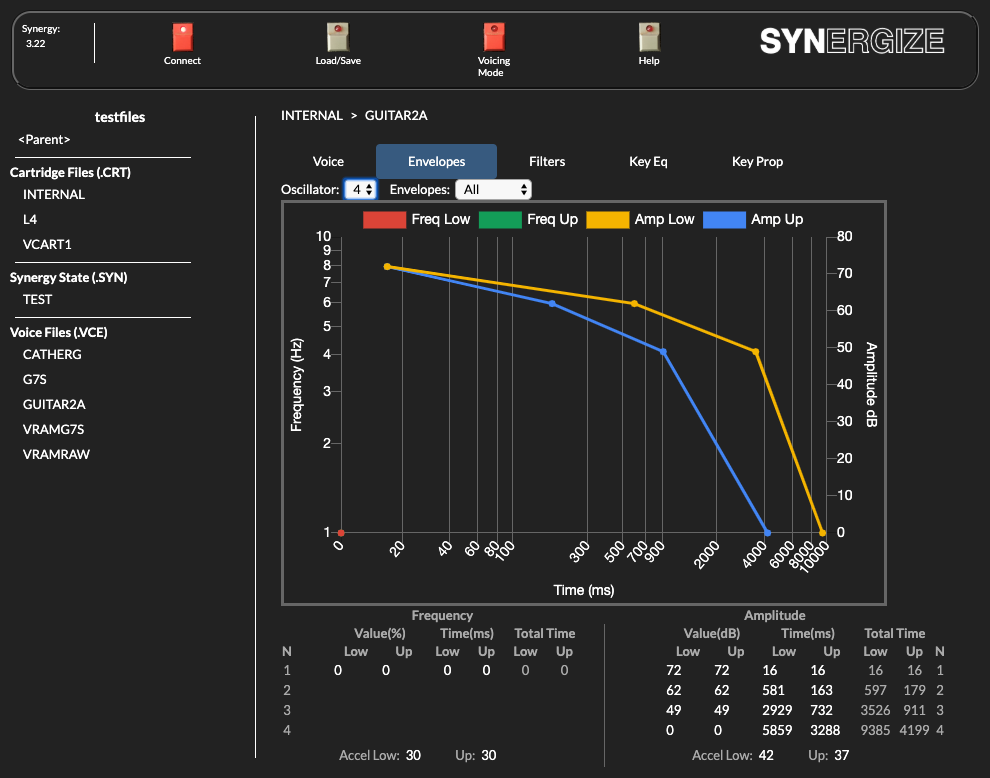 Synergy:
3.22
Connect
Load/Save
Voicing
Mode
Help
SYNERGIZE
testfiles
<Parent>
Cartridge Files (.CRT)
INTERNAL
L4
VCART1
Synergy State (.SYN)
TEST
Voice Files (.VCE)
CATHERG
G7S
GUITAR2A
VRAMG7S
VRAMRAW
INTERNAL > GUITAR2A
Voice Envelopes Filters Key Eq Key Prop
Oscillator: 4 Envelopes: All
Freq Low Freq Up Amp Low Amp Up
10
9
8
7
6
5
4
3
2
1
Frequency (Hz)
80
70
60
50
40
30
20
10
0
Amplitude dB
0 20 40 60 80 100 300 500 700 900 2000 4000 6000 8000 10000
Time (ms)
Frequency Amplitude
Value(%) Time(ms) Total Time Value(dB) Time(ms) Total Time
N Low Up Low Up Low Up Low Up Low Up Low Up N
1 0 0 0 0 0 0 72 72 16 16 16 16 1
2 62 62 581 163 597 179 2
3 49 49 2929 732 3526 911 3
4 0 0 5859 3288 9385 4199 4
Accel Low: 30 Up: 30 Accel Low: 42 Up: 37